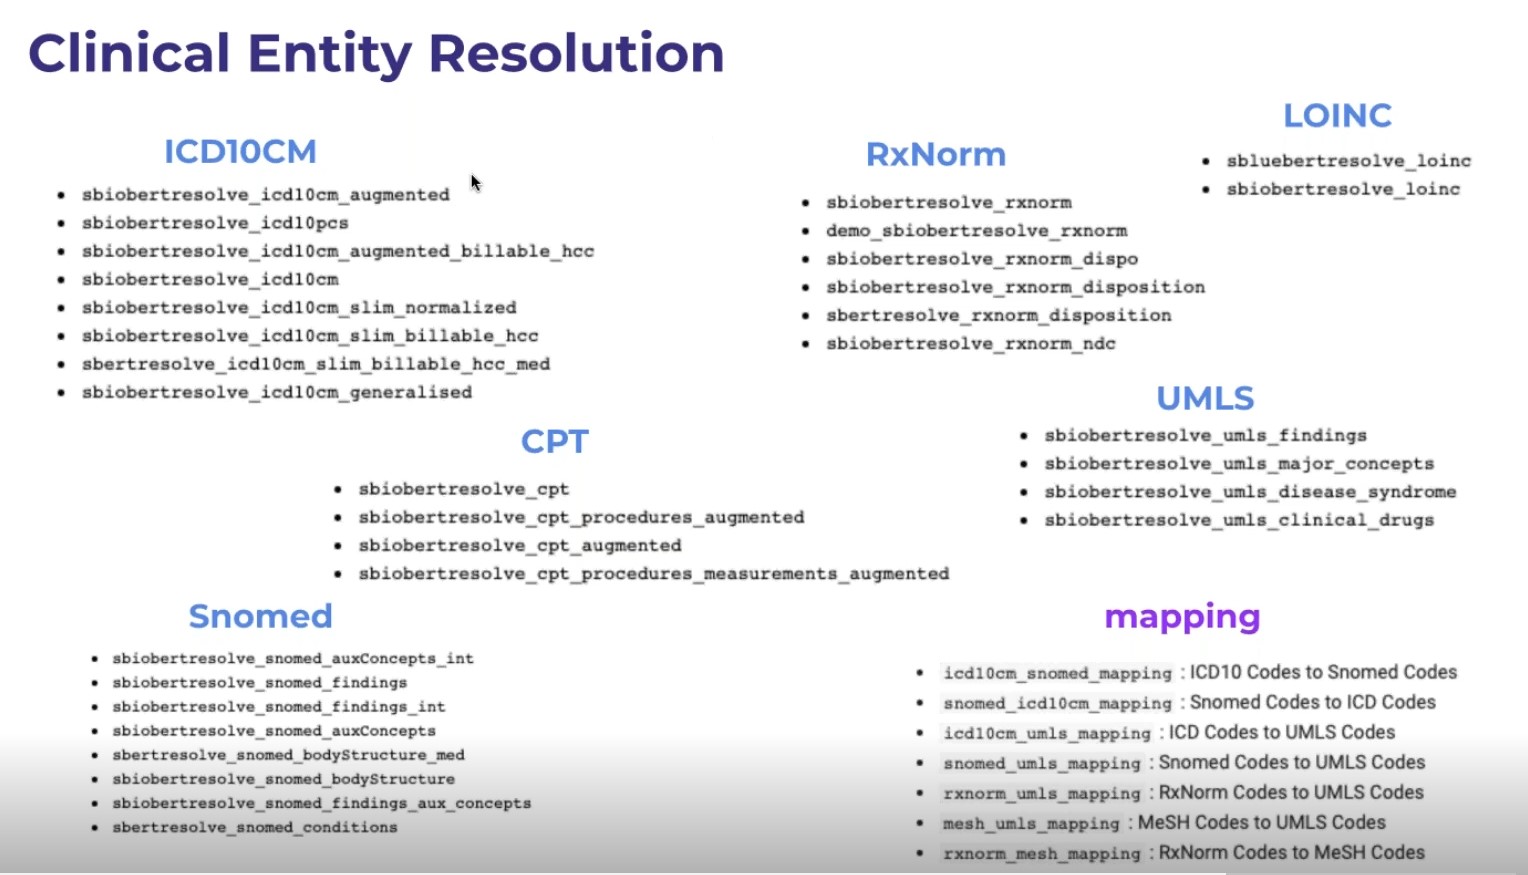 Clinical Entity Resolution
ICD10CM
• sbiobertresolve_icd10cm_augmented
• sbiobertresolve_icd10pcs
• sbiobertresolve_icd10cm_augmented_billable_hcc
• sbiobertresolve_icd10cm
• sbiobertresolve_icd10cm_slim_normalized
• sbiobertresolve_icd10cm_slim_billable_hcc
• sbertresolve_icd10cm_slim_billable_hcc_med
• sbiobertresolve_icd10cm_generalised
RxNorm
• sbiobertresolve_rxnorm
• demo_sbiobertresolve_rxnorm
• sbiobertresolve_rxnorm_dispo
• sbiobertresolve_rxnorm_disposition
• sbertresolve_rxnorm_disposition
• sbiobertresolve_rxnorm_ndc
LOINC
• sbluebertresolve_loinc
• sbiobertresolve_loinc
CPT
• sbiobertresolve_cpt
• sbiobertresolve_cpt_procedures_augmented
• sbiobertresolve_cpt_augmented
• sbiobertresolve_cpt_procedures_measurements_augmented
UMLS
• sbiobertresolve_umls_findings
• sbiobertresolve_umls_major_concepts
• sbiobertresolve_umls_disease_syndrome
• sbiobertresolve_umls_clinical_drugs
Snomed
• sbiobertresolve_snomed_auxConcepts_int
• sbiobertresolve_snomed_findings
• sbiobertresolve_snomed_findings_int
• sbiobertresolve_snomed_auxConcepts
• sbertresolve_snomed_bodyStructure_med
• sbiobertresolve_snomed_bodyStructure
• sbiobertresolve_snomed_findings_aux_concepts
• sbertresolve_snomed_conditions
mapping
• icd10cm_snomed_mapping : ICD10 Codes to Snomed Codes
• snomed_icd10cm_mapping : Snomed Codes to ICD Codes
• icd10cm_umls_mapping : ICD Codes to UMLS Codes
• snomed_umls_mapping : Snomed Codes to UMLS Codes
• rxnorm_umls_mapping : RxNorm Codes to UMLS Codes
• mesh_umls_mapping : MeSH Codes to UMLS Codes
• rxnorm_mesh_mapping : RxNorm Codes to MeSH Codes